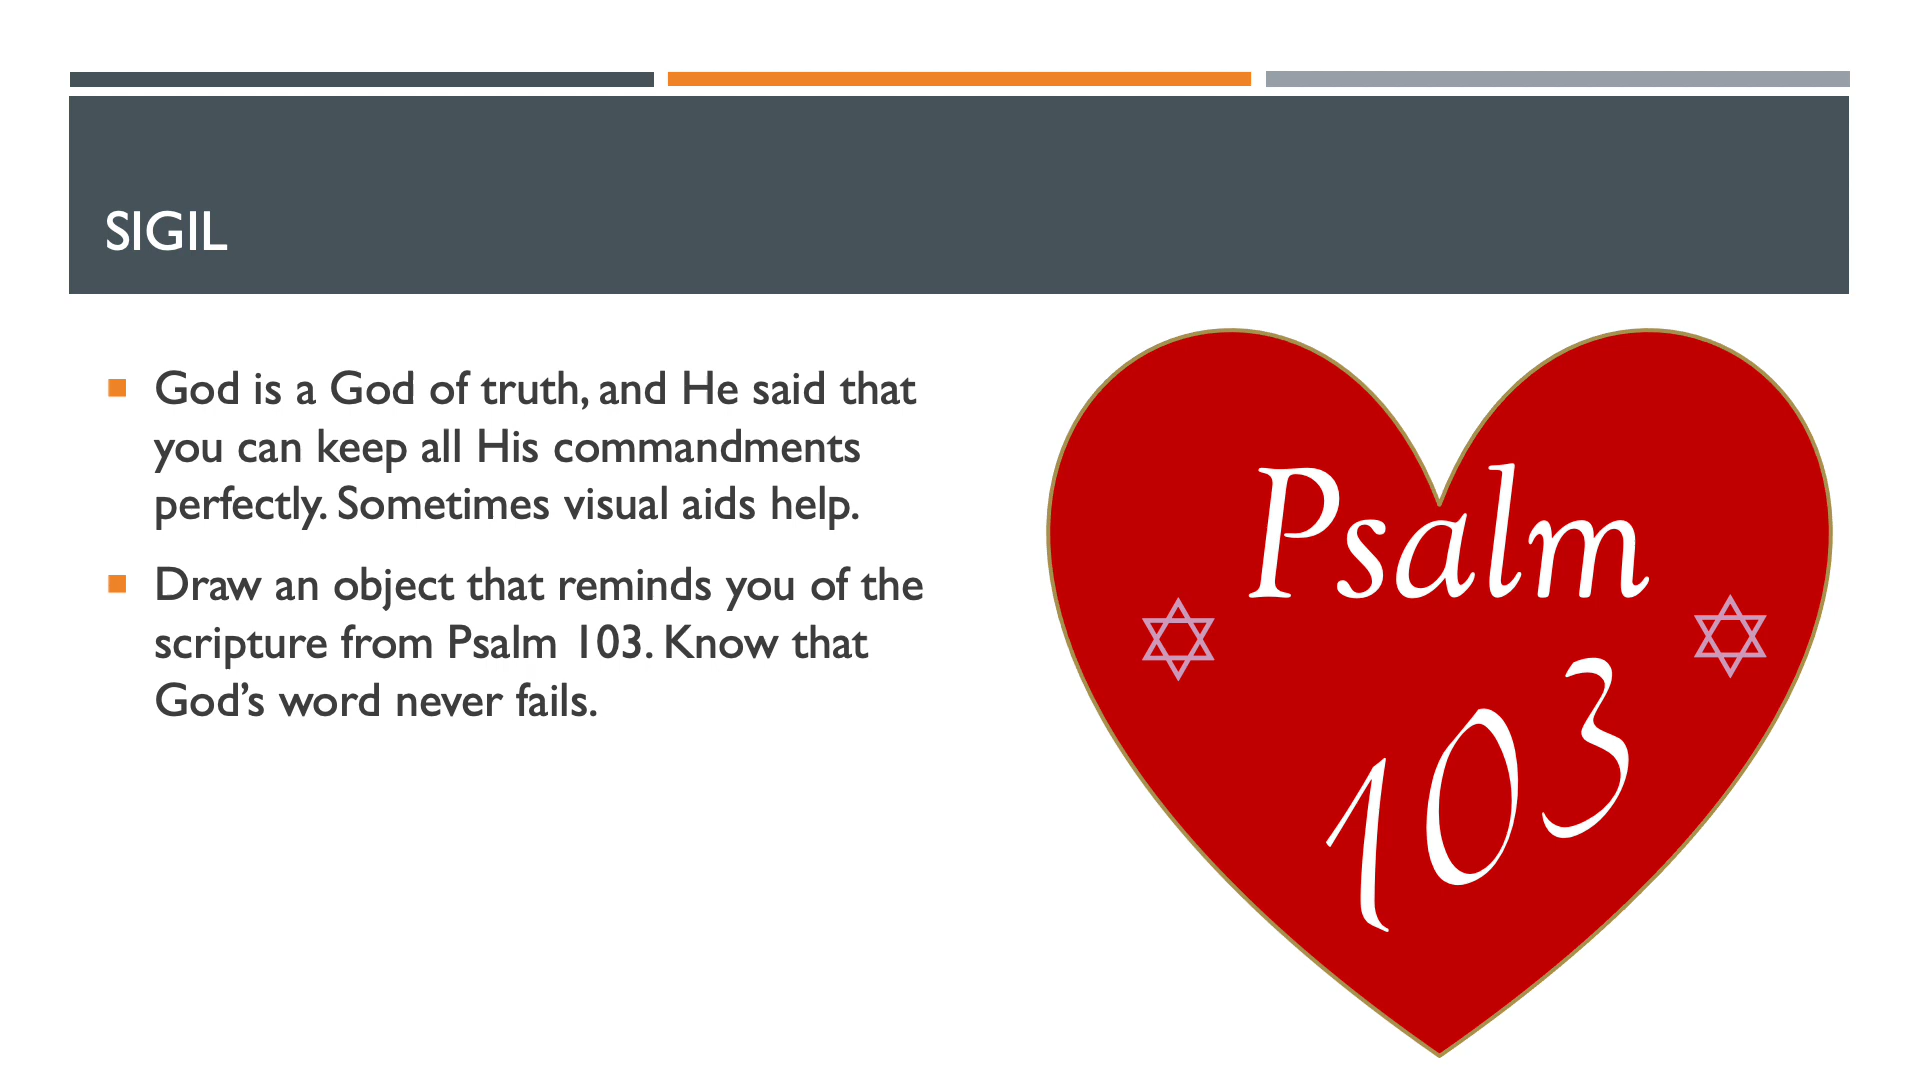 SIGIL
God is a God of truth, and He said that
you can keep all His commandments
perfectly. Sometimes visual aids help.
Draw an object that reminds you of the
scripture from Psalm 103. Know that
God’s word never fails.
Psalm
103